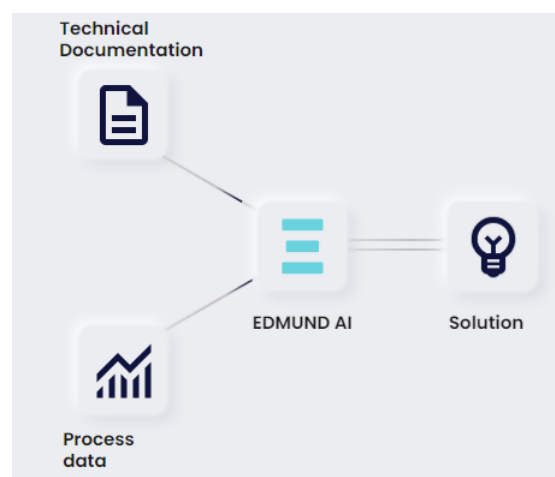 Technical
Documentation
EDMUND AI
Solution
Process
data